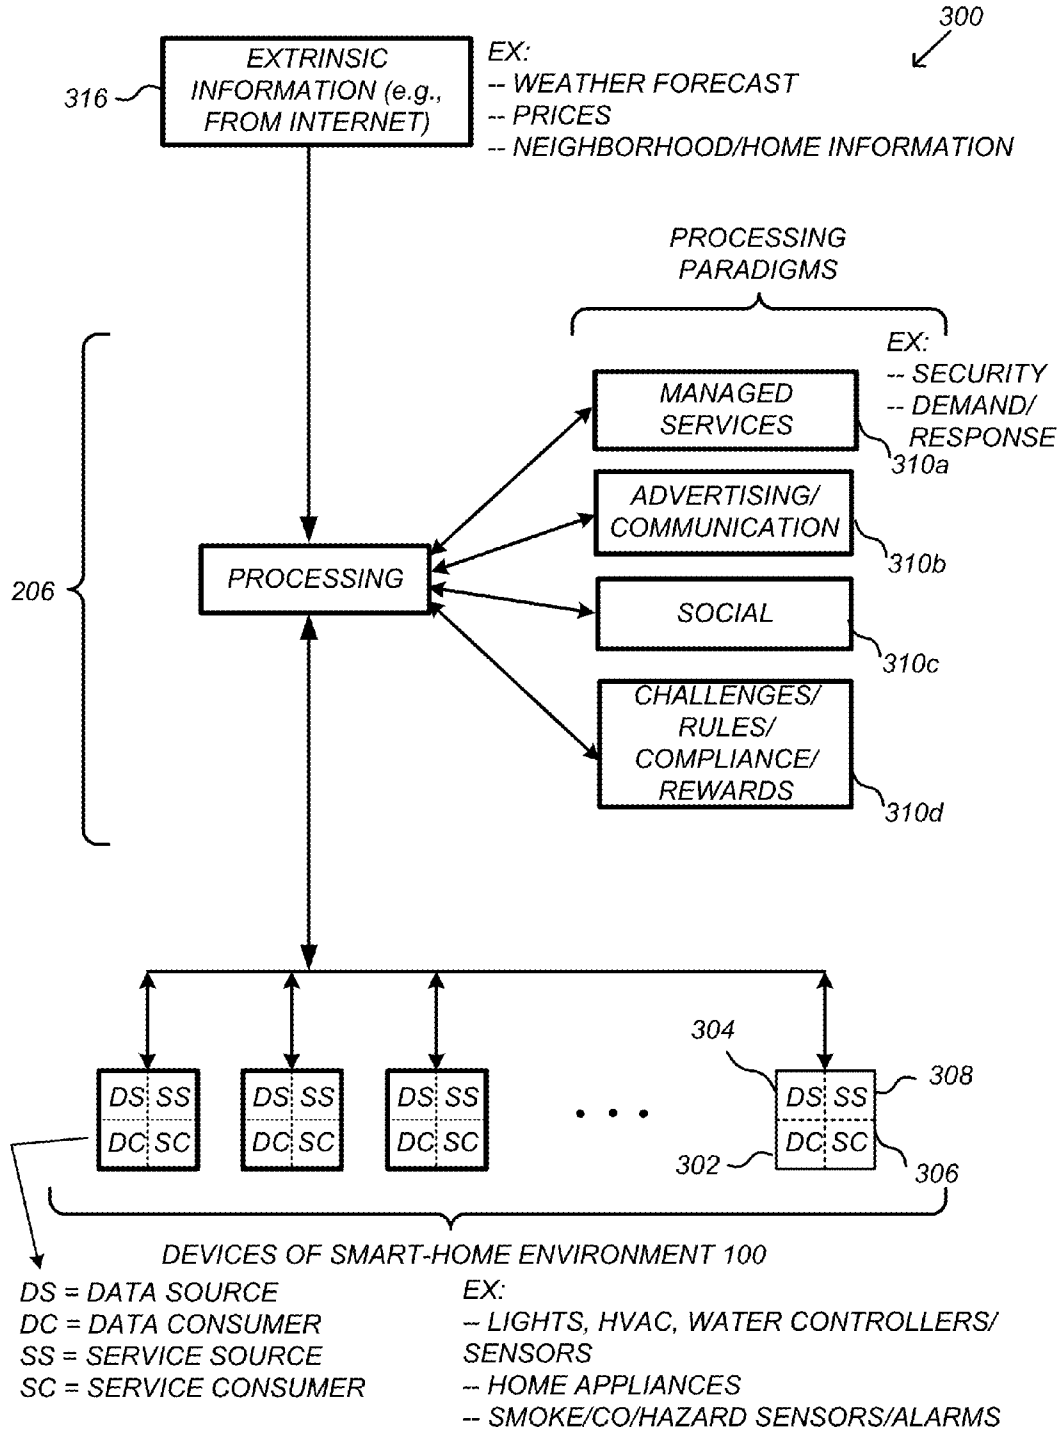 300
316
EXTRINSIC
INFORMATION (e.g.,
FROM INTERNET)
EX:
-- WEATHER FORECAST
-- PRICES
-- NEIGHBORHOOD/HOME INFORMATION
PROCESSING
PARADIGMS
EX:
-- SECURITY
-- DEMAND/
RESPONSE
MANAGED
SERVICES
310a
ADVERTISING/
COMMUNICATION
310b
206
PROCESSING
SOCIAL
310c
CHALLENGES/
RULES/
COMPLIANCE/
REWARDS
310d
DS SS
DC SC
DS SS
DC SC
DS SS
DC SC
. . .
304
DS SS
308
DC SC
302
306
DEVICES OF SMART-HOME ENVIRONMENT 100
DS = DATA SOURCE
DC = DATA CONSUMER
SS = SERVICE SOURCE
SC = SERVICE CONSUMER
EX:
-- LIGHTS, HVAC, WATER CONTROLLERS/
SENSORS
-- HOME APPLIANCES
-- SMOKE/CO/HAZARD SENSORS/ALARMS